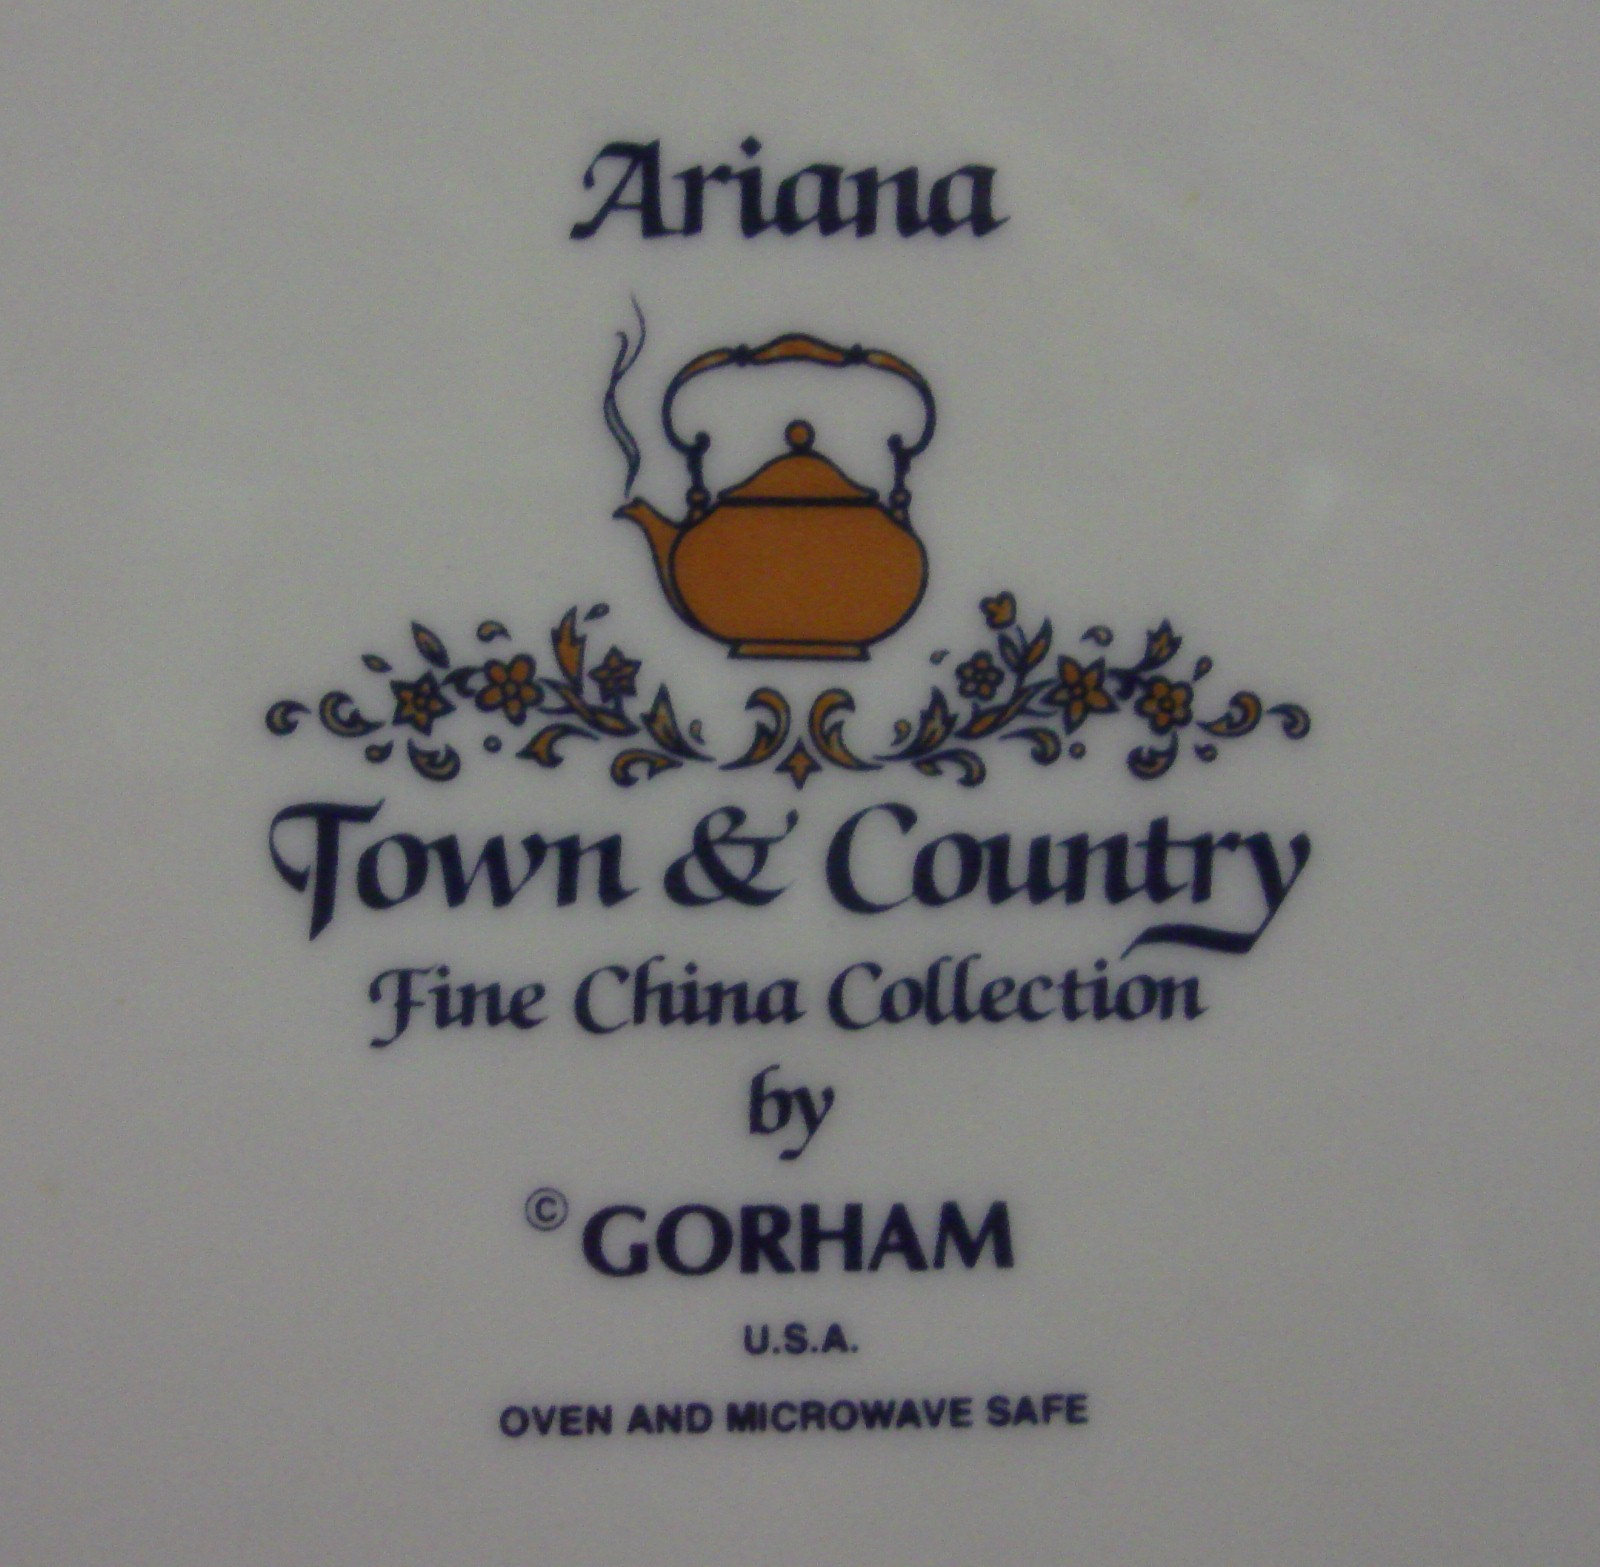 Ariana
Town & Country
Fine China Collection
by
© GORHAM
U.S.A.
OVEN AND MICROWAVE SAFE